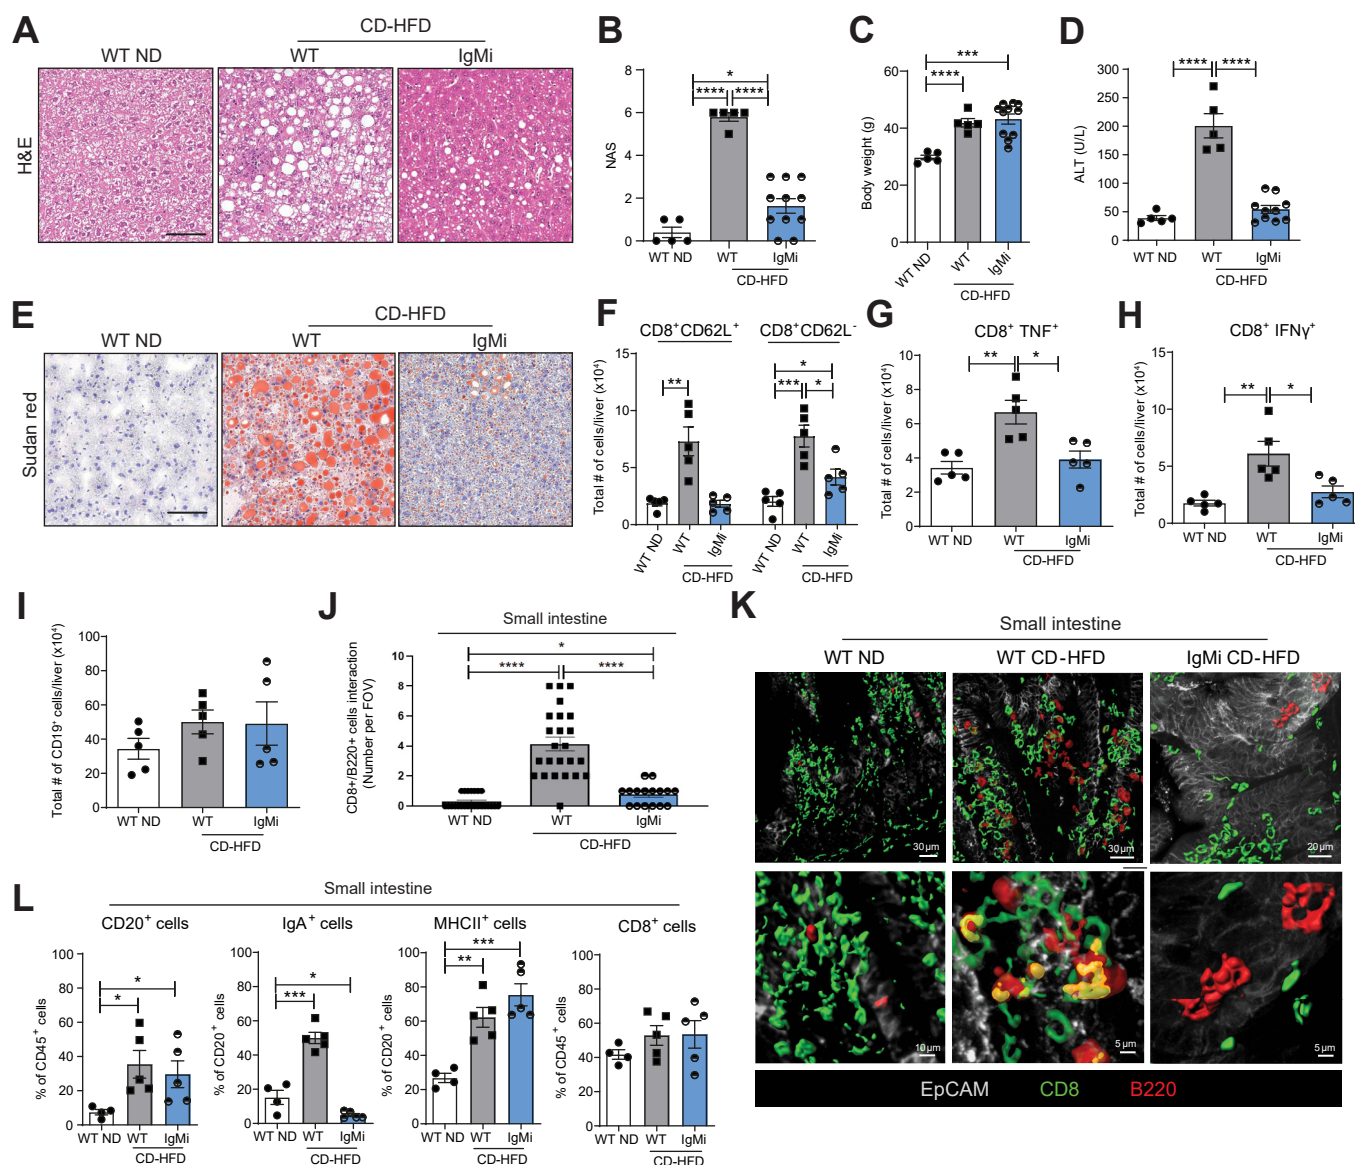 A
CD-HFD
WT ND
WT
IgMi
H&E
B
NAS
8
6
4
2
0
*
**** ****
WT ND
WT
IgMi
CD-HFD
C
Body weight (g)
60
40
20
0
***
****
WT ND
WT
IgMi
CD-HFD
D
ALT (U/L)
300
250
200
150
100
50
0
**** ****
WT ND
WT
IgMi
CD-HFD
E
CD-HFD
WT ND
WT
IgMi
Sudan red
F
CD8⁺CD62L⁺
CD8⁺CD62L⁻
Total # of cells/liver (x10⁴)
15
10
5
0
**
*
*** *
WT ND
WT
IgMi
WT ND
WT
IgMi
CD-HFD
CD-HFD
G
CD8⁺ TNF⁺
Total # of cells/liver (x10⁴)
10
8
6
4
2
0
** *
WT ND
WT
IgMi
CD-HFD
H
CD8⁺ IFNγ⁺
Total # of cells/liver (x10⁴)
15
10
5
0
** *
WT ND
WT
IgMi
CD-HFD
I
Total # of CD19⁺ cells/liver (x10⁴)
100
80
60
40
20
0
WT ND
WT
IgMi
CD-HFD
J
Small intestine
CD8+/B220+ cells interaction
(Number per FOV)
10
8
6
4
2
0
*
**** ****
WT ND
WT
IgMi
CD-HFD
K
Small intestine
WT ND
WT CD-HFD
IgMi CD-HFD
30 µm
30 µm
20 µm
10 µm
5 µm
5 µm
EpCAM
CD8
B220
L
Small intestine
CD20⁺ cells
% of CD45⁺ cells
100
80
60
40
20
0
*
*
WT ND
WT
IgMi
CD-HFD
IgA⁺ cells
% of CD20⁺ cells
100
80
60
40
20
0
*
***
WT ND
WT
IgMi
CD-HFD
MHCII⁺ cells
% of CD20⁺ cells
100
80
60
40
20
0
***
**
WT ND
WT
IgMi
CD-HFD
CD8⁺ cells
% of CD45⁺ cells
100
80
60
40
20
0
WT ND
WT
IgMi
CD-HFD